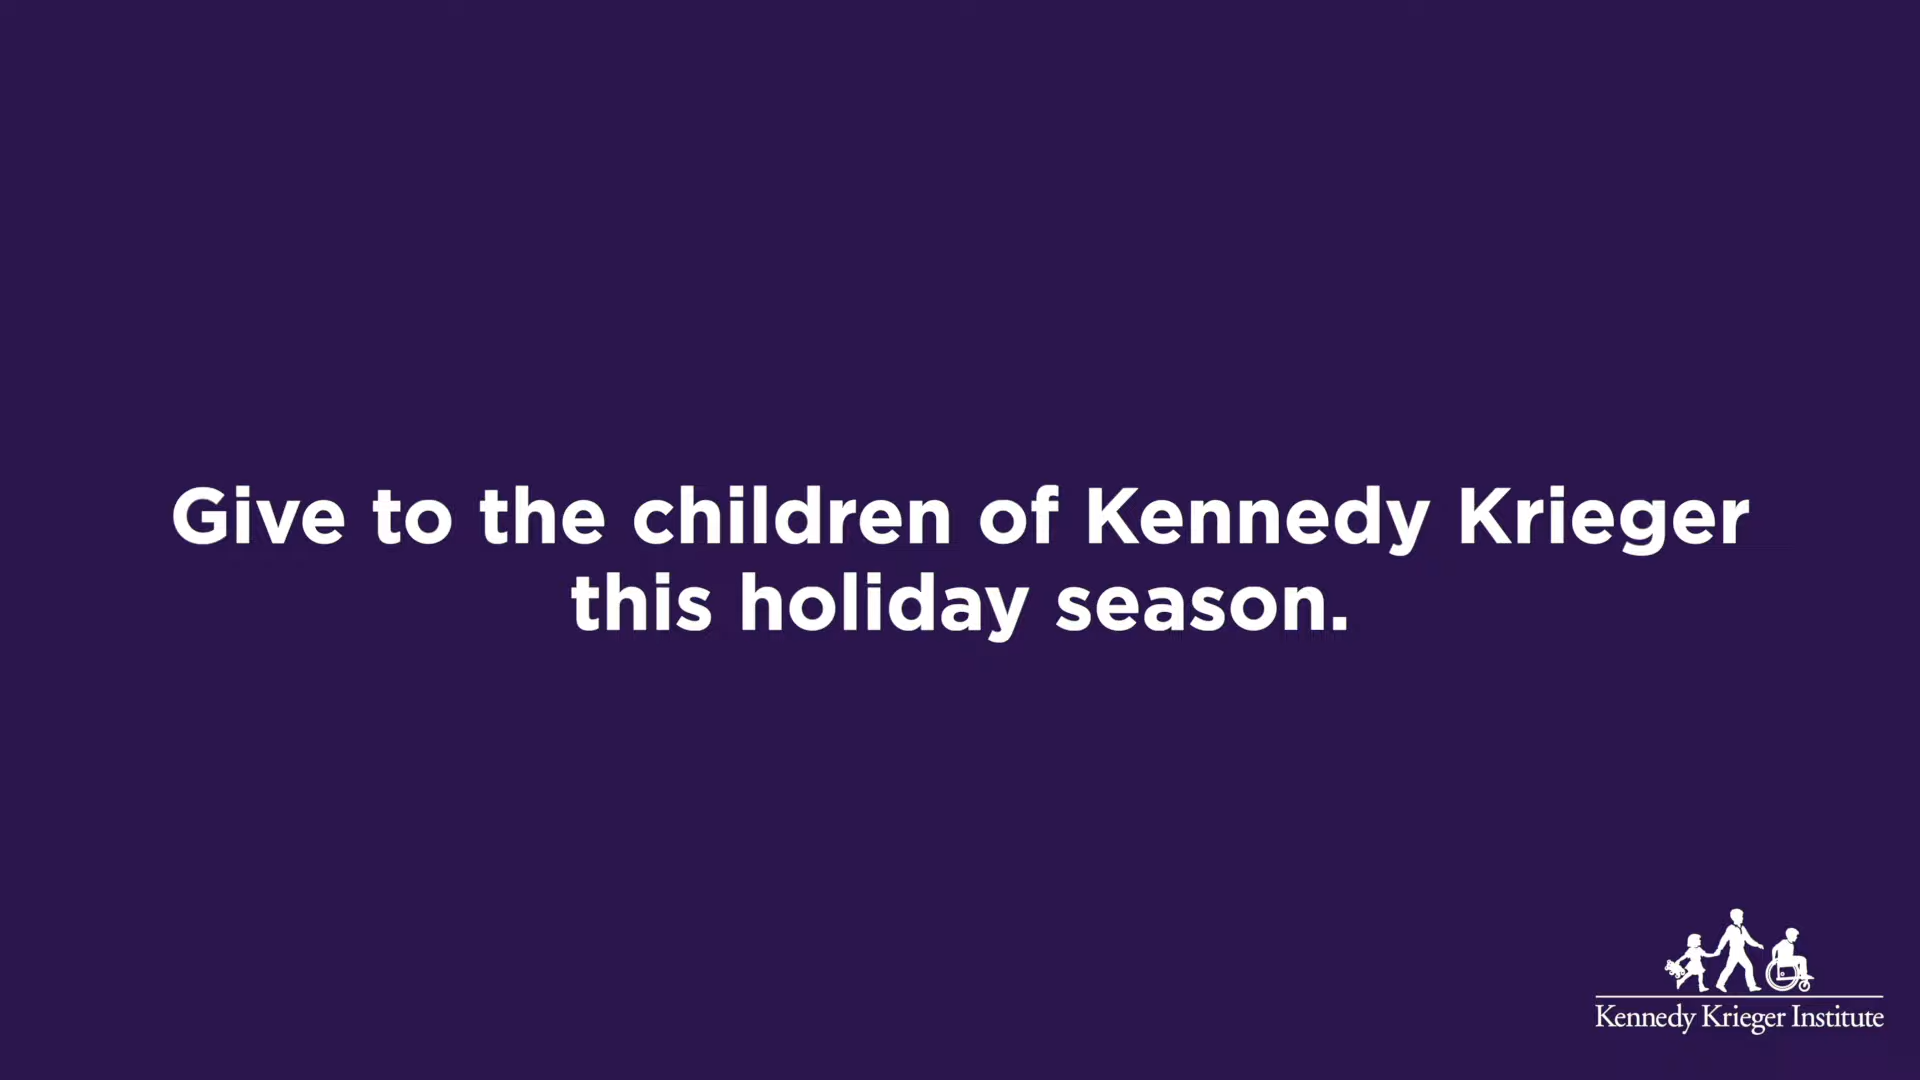 Give to the children of Kennedy Krieger
this holiday season.
Kennedy Krieger Institute